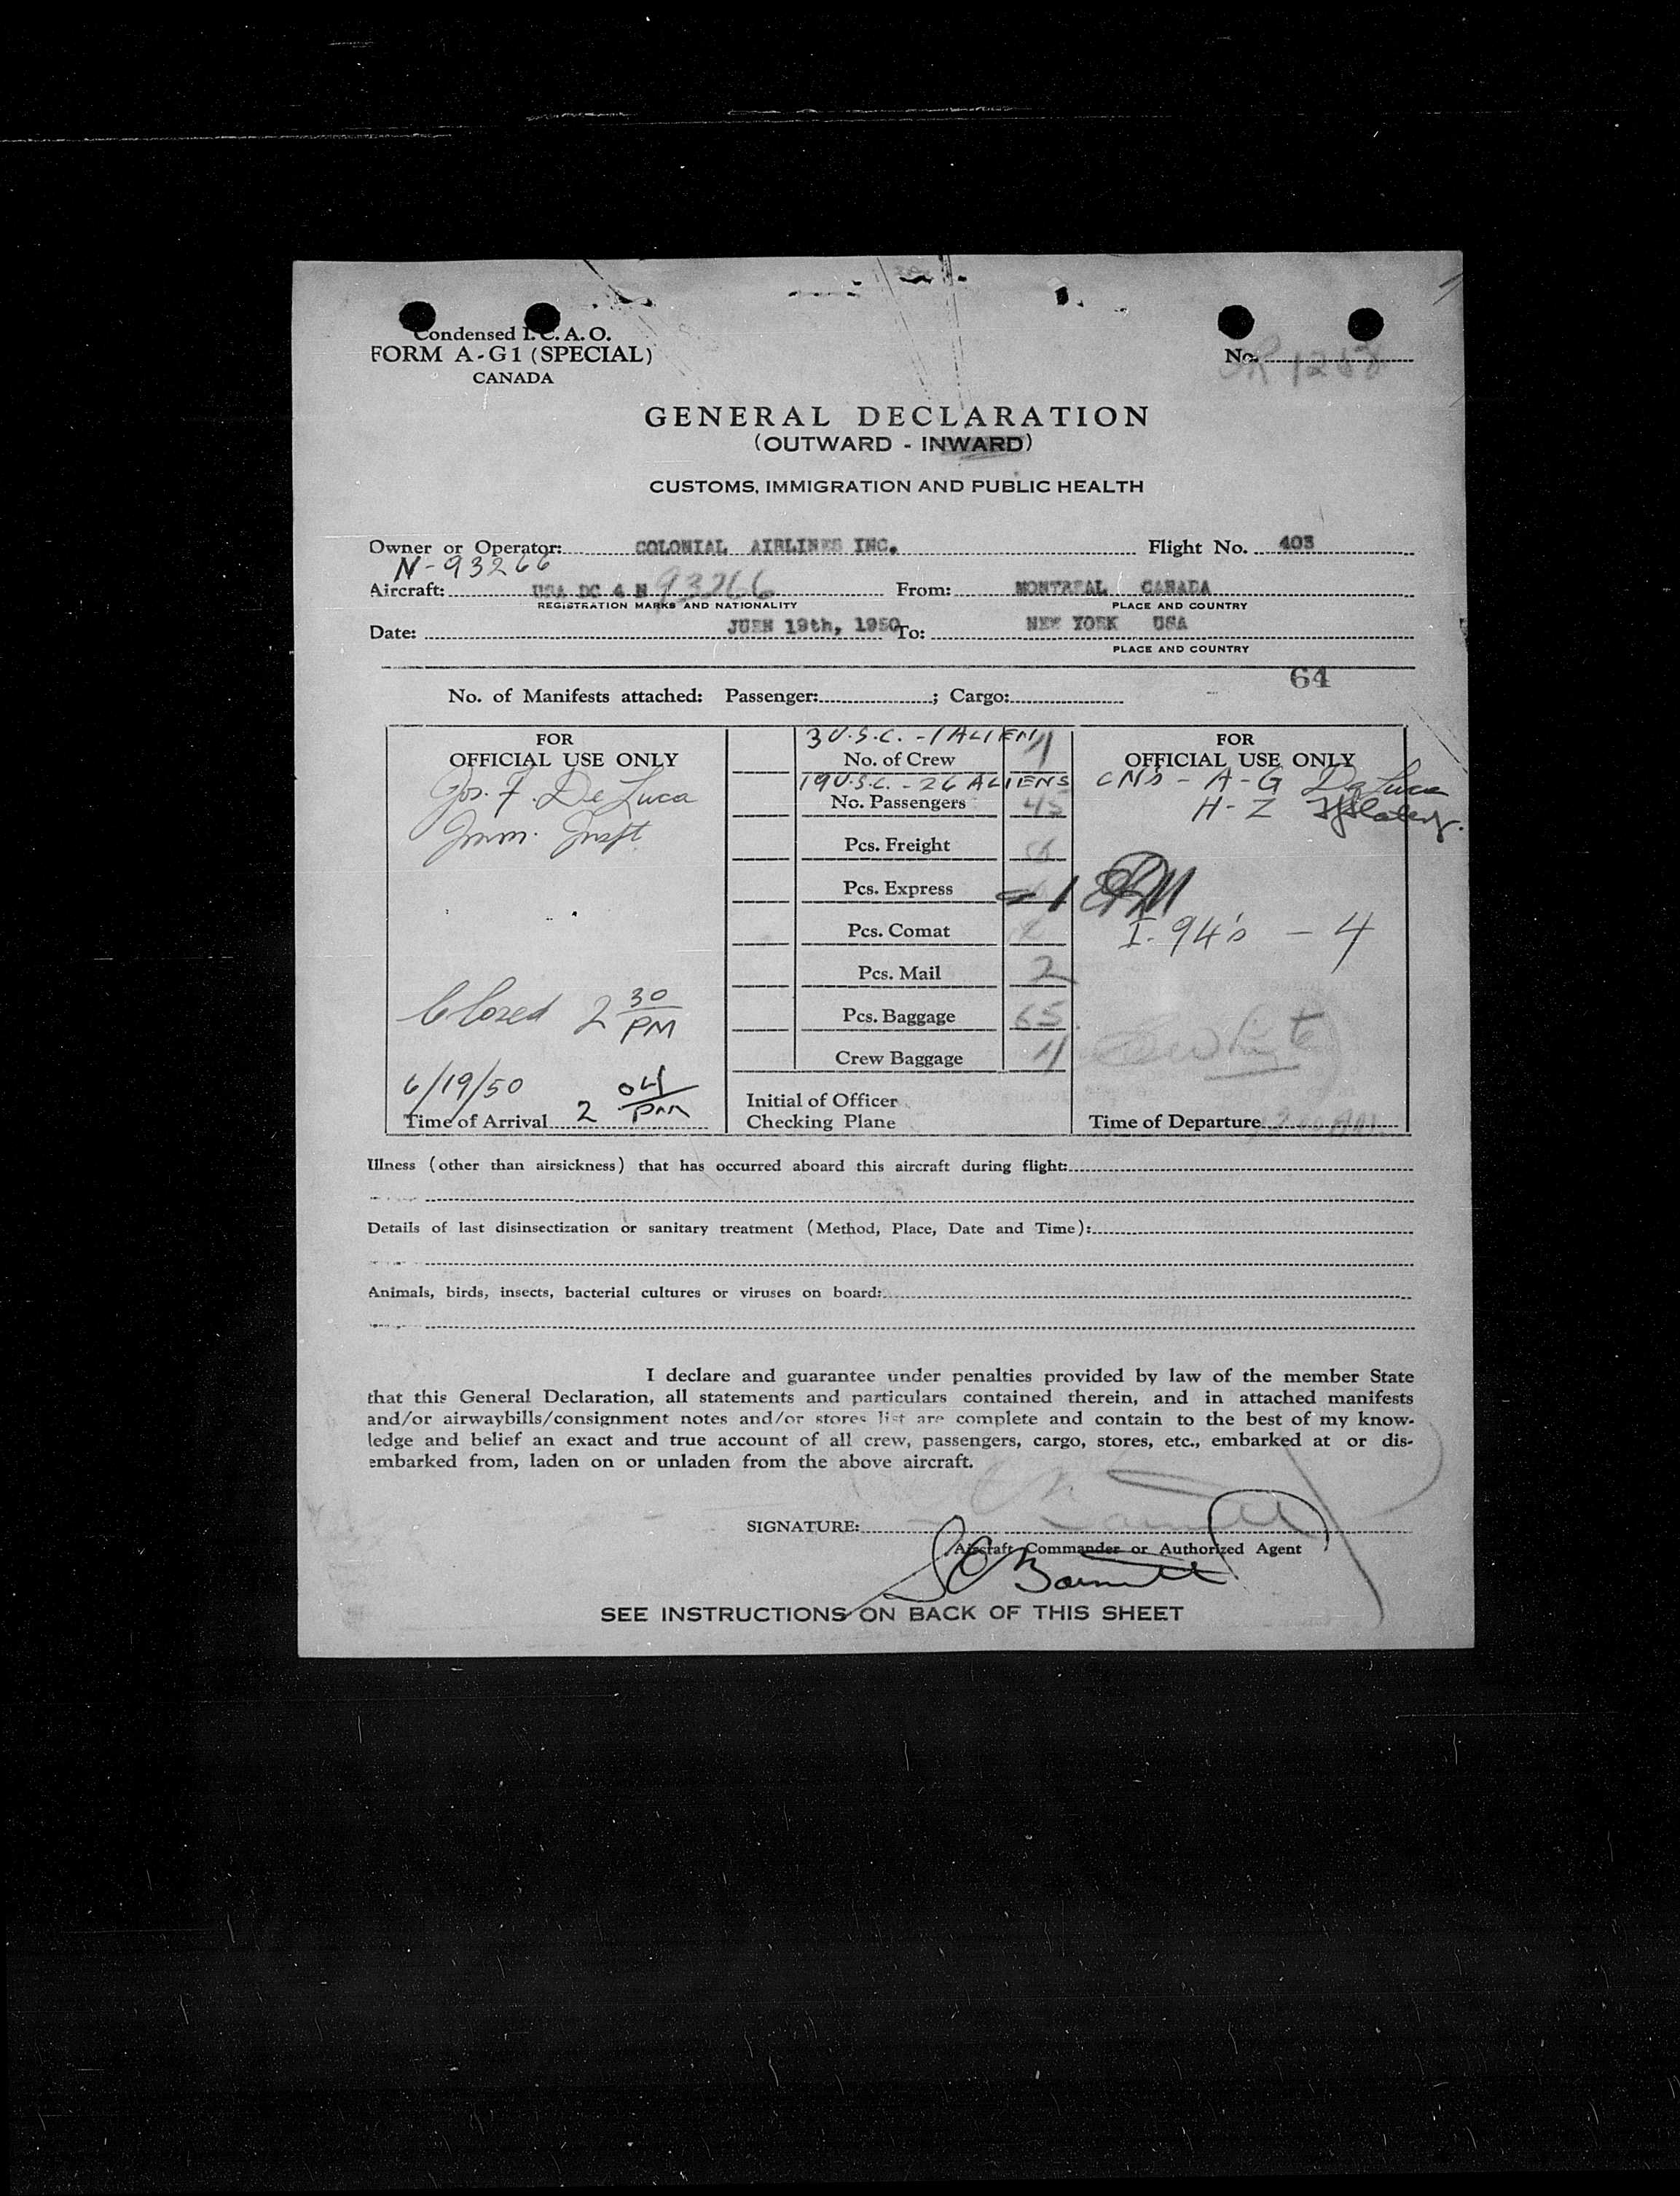 Condensed I.C.A.O.
FORM A-G1 (SPECIAL)
CANADA
No.
GENERAL DECLARATION
(OUTWARD - INWARD)
CUSTOMS, IMMIGRATION AND PUBLIC HEALTH
Owner or Operator: COLONIAL AIRLINES INC. Flight No. 403
N-93266
Aircraft: USA DC 4 N 93266 From: MONTREAL CANADA
REGISTRATION MARKS AND NATIONALITY PLACE AND COUNTRY
Date: JUEN 19th, 1950 To: NEW YORK USA
PLACE AND COUNTRY
64
No. of Manifests attached: Passenger: ; Cargo:
FOR
OFFICIAL USE ONLY
Jos. F. De Luca
Imm. Inspt
Closed 2 30 PM
6/19/50 2 04 PM
Time of Arrival
3 U.S.C. - 1 ALIEN
No. of Crew 4
19 U.S.C. - 26 ALIENS
No. Passengers 45
Pcs. Freight
Pcs. Express
Pcs. Comat
Pcs. Mail 2
Pcs. Baggage 65
Crew Baggage 4
Initial of Officer
Checking Plane
FOR
OFFICIAL USE ONLY
CNS - A-G De Luca
H-Z
I-94's - 4
Time of Departure
Illness (other than airsickness) that has occurred aboard this aircraft during flight:
Details of last disinsectization or sanitary treatment (Method, Place, Date and Time):
Animals, birds, insects, bacterial cultures or viruses on board:
I declare and guarantee under penalties provided by law of the member State
that this General Declaration, all statements and particulars contained therein, and in attached manifests
and/or airwaybills/consignment notes and/or stores list are complete and contain to the best of my know-
ledge and belief an exact and true account of all crew, passengers, cargo, stores, etc., embarked at or dis-
embarked from, laden on or unladen from the above aircraft.
SIGNATURE:
Aircraft Commander or Authorized Agent
SEE INSTRUCTIONS ON BACK OF THIS SHEET